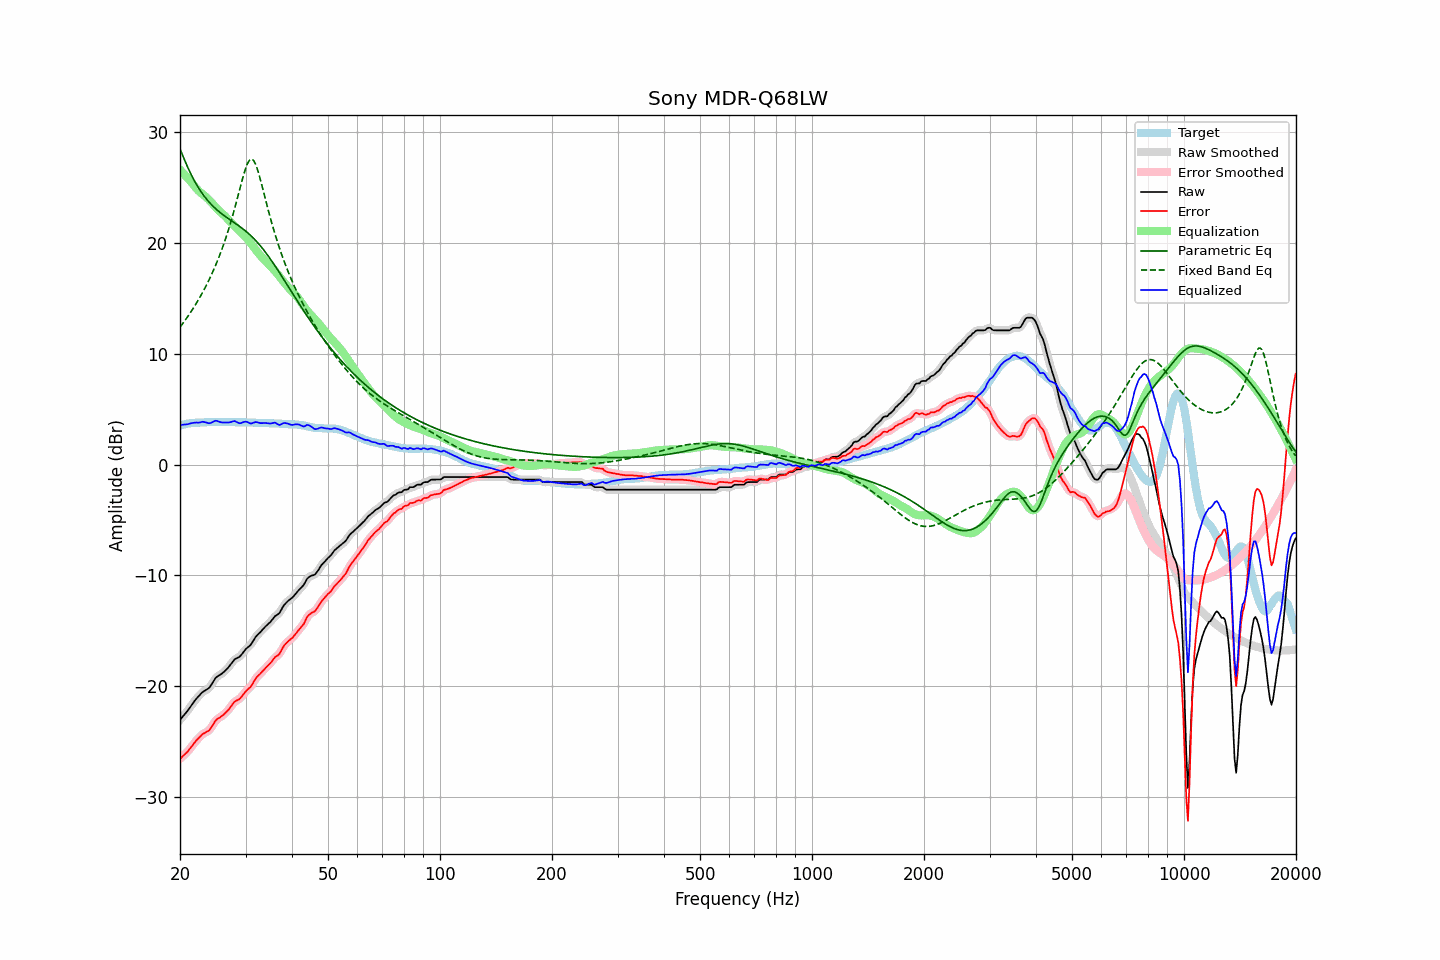 Sony MDR-Q68LW
Amplitude (dBr)
30
20
10
0
−10
−20
−30
Target
Raw Smoothed
Error Smoothed
Raw
Error
Equalization
Parametric Eq
Fixed Band Eq
Equalized
20 50 100 200 500 1000 2000 5000 10000 20000
Frequency (Hz)